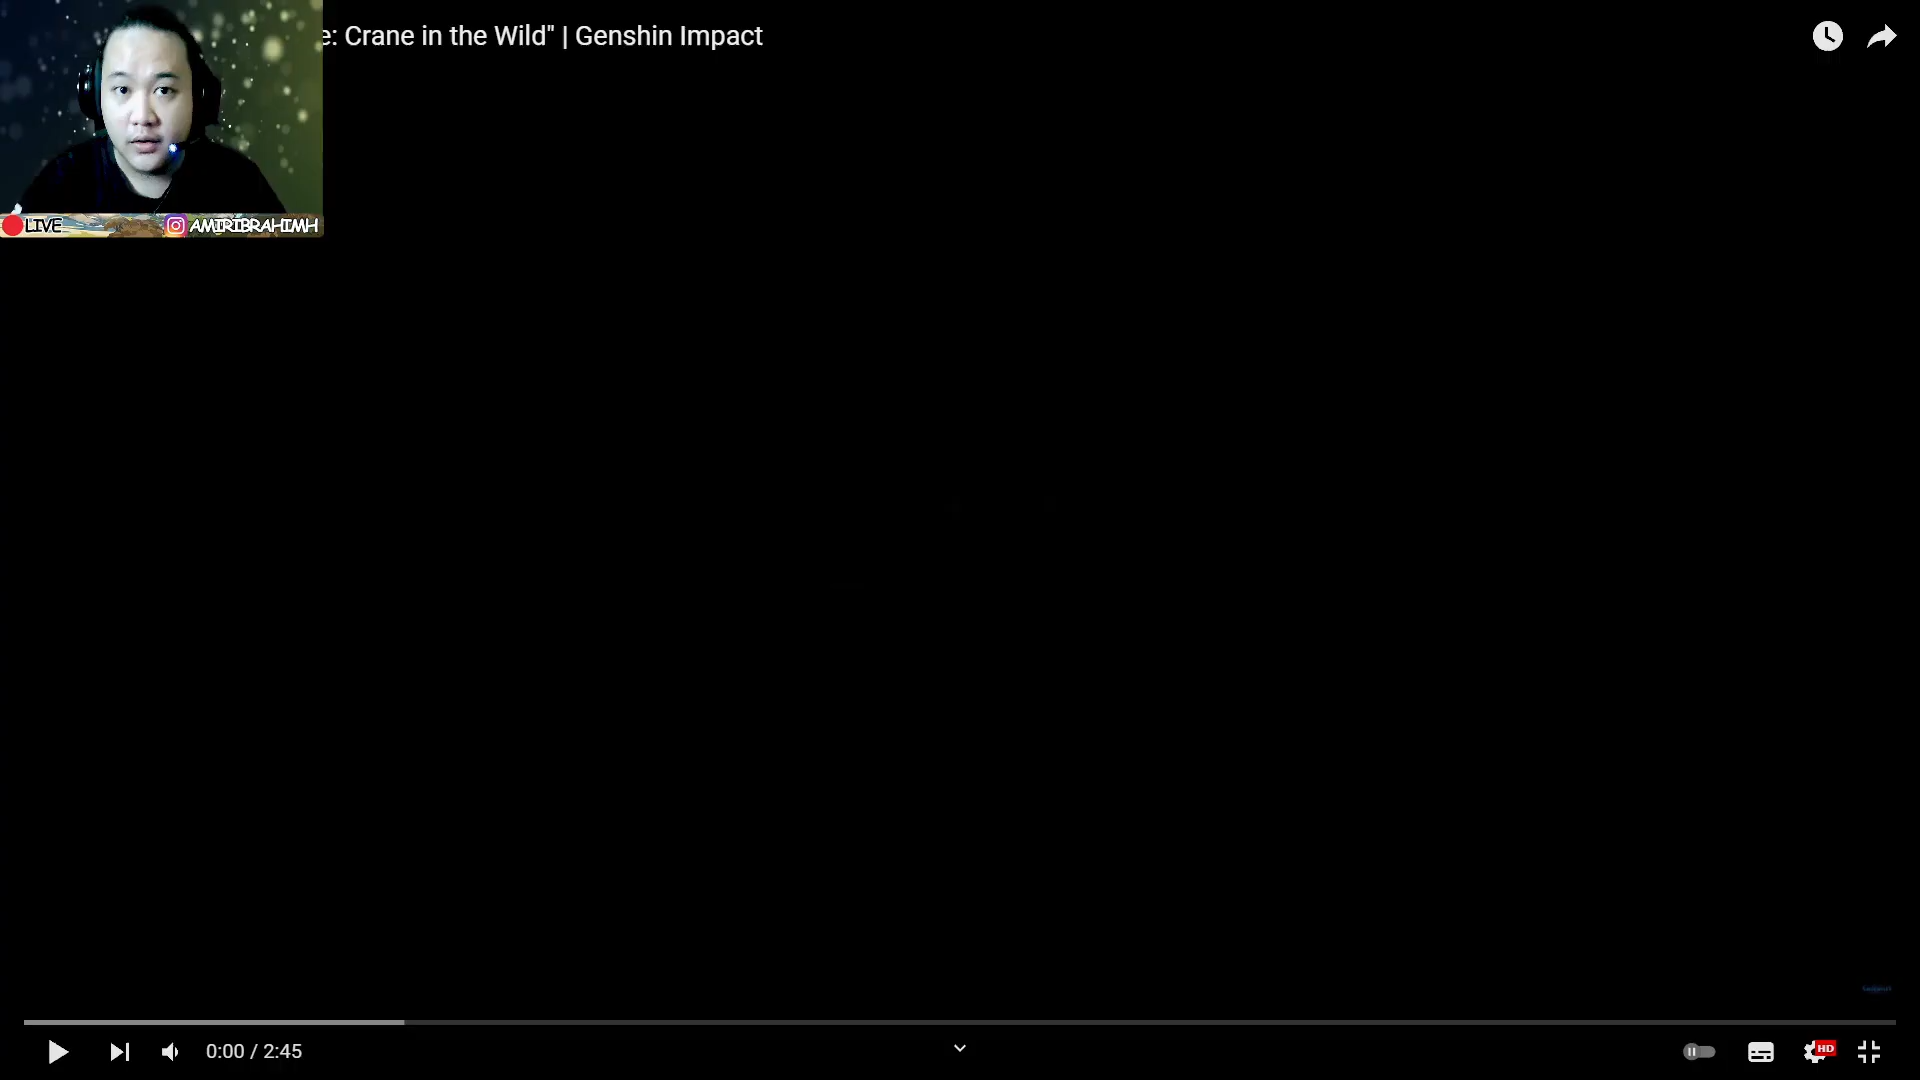 e: Crane in the Wild" | Genshin Impact
LIVE
AMIRIBRAHIMH
0:00 / 2:45
HD